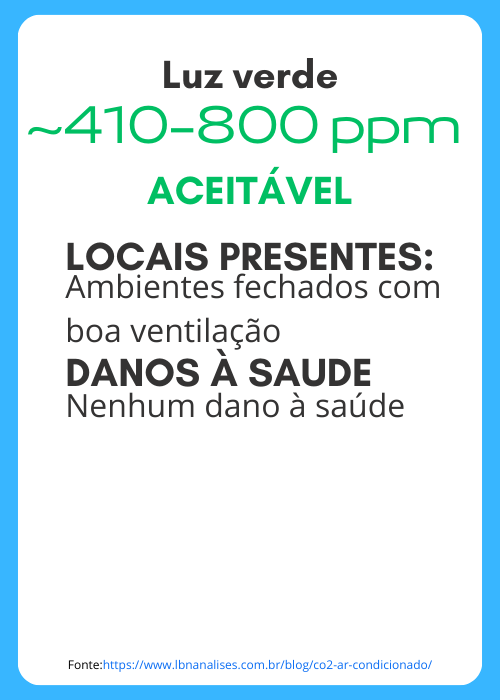 Luz verde
~410-800 ppm
ACEITÁVEL
LOCAIS PRESENTES:
Ambientes fechados com
boa ventilação
DANOS À SAUDE
Nenhum dano à saúde
Fonte:https://www.lbnanalises.com.br/blog/co2-ar-condicionado/